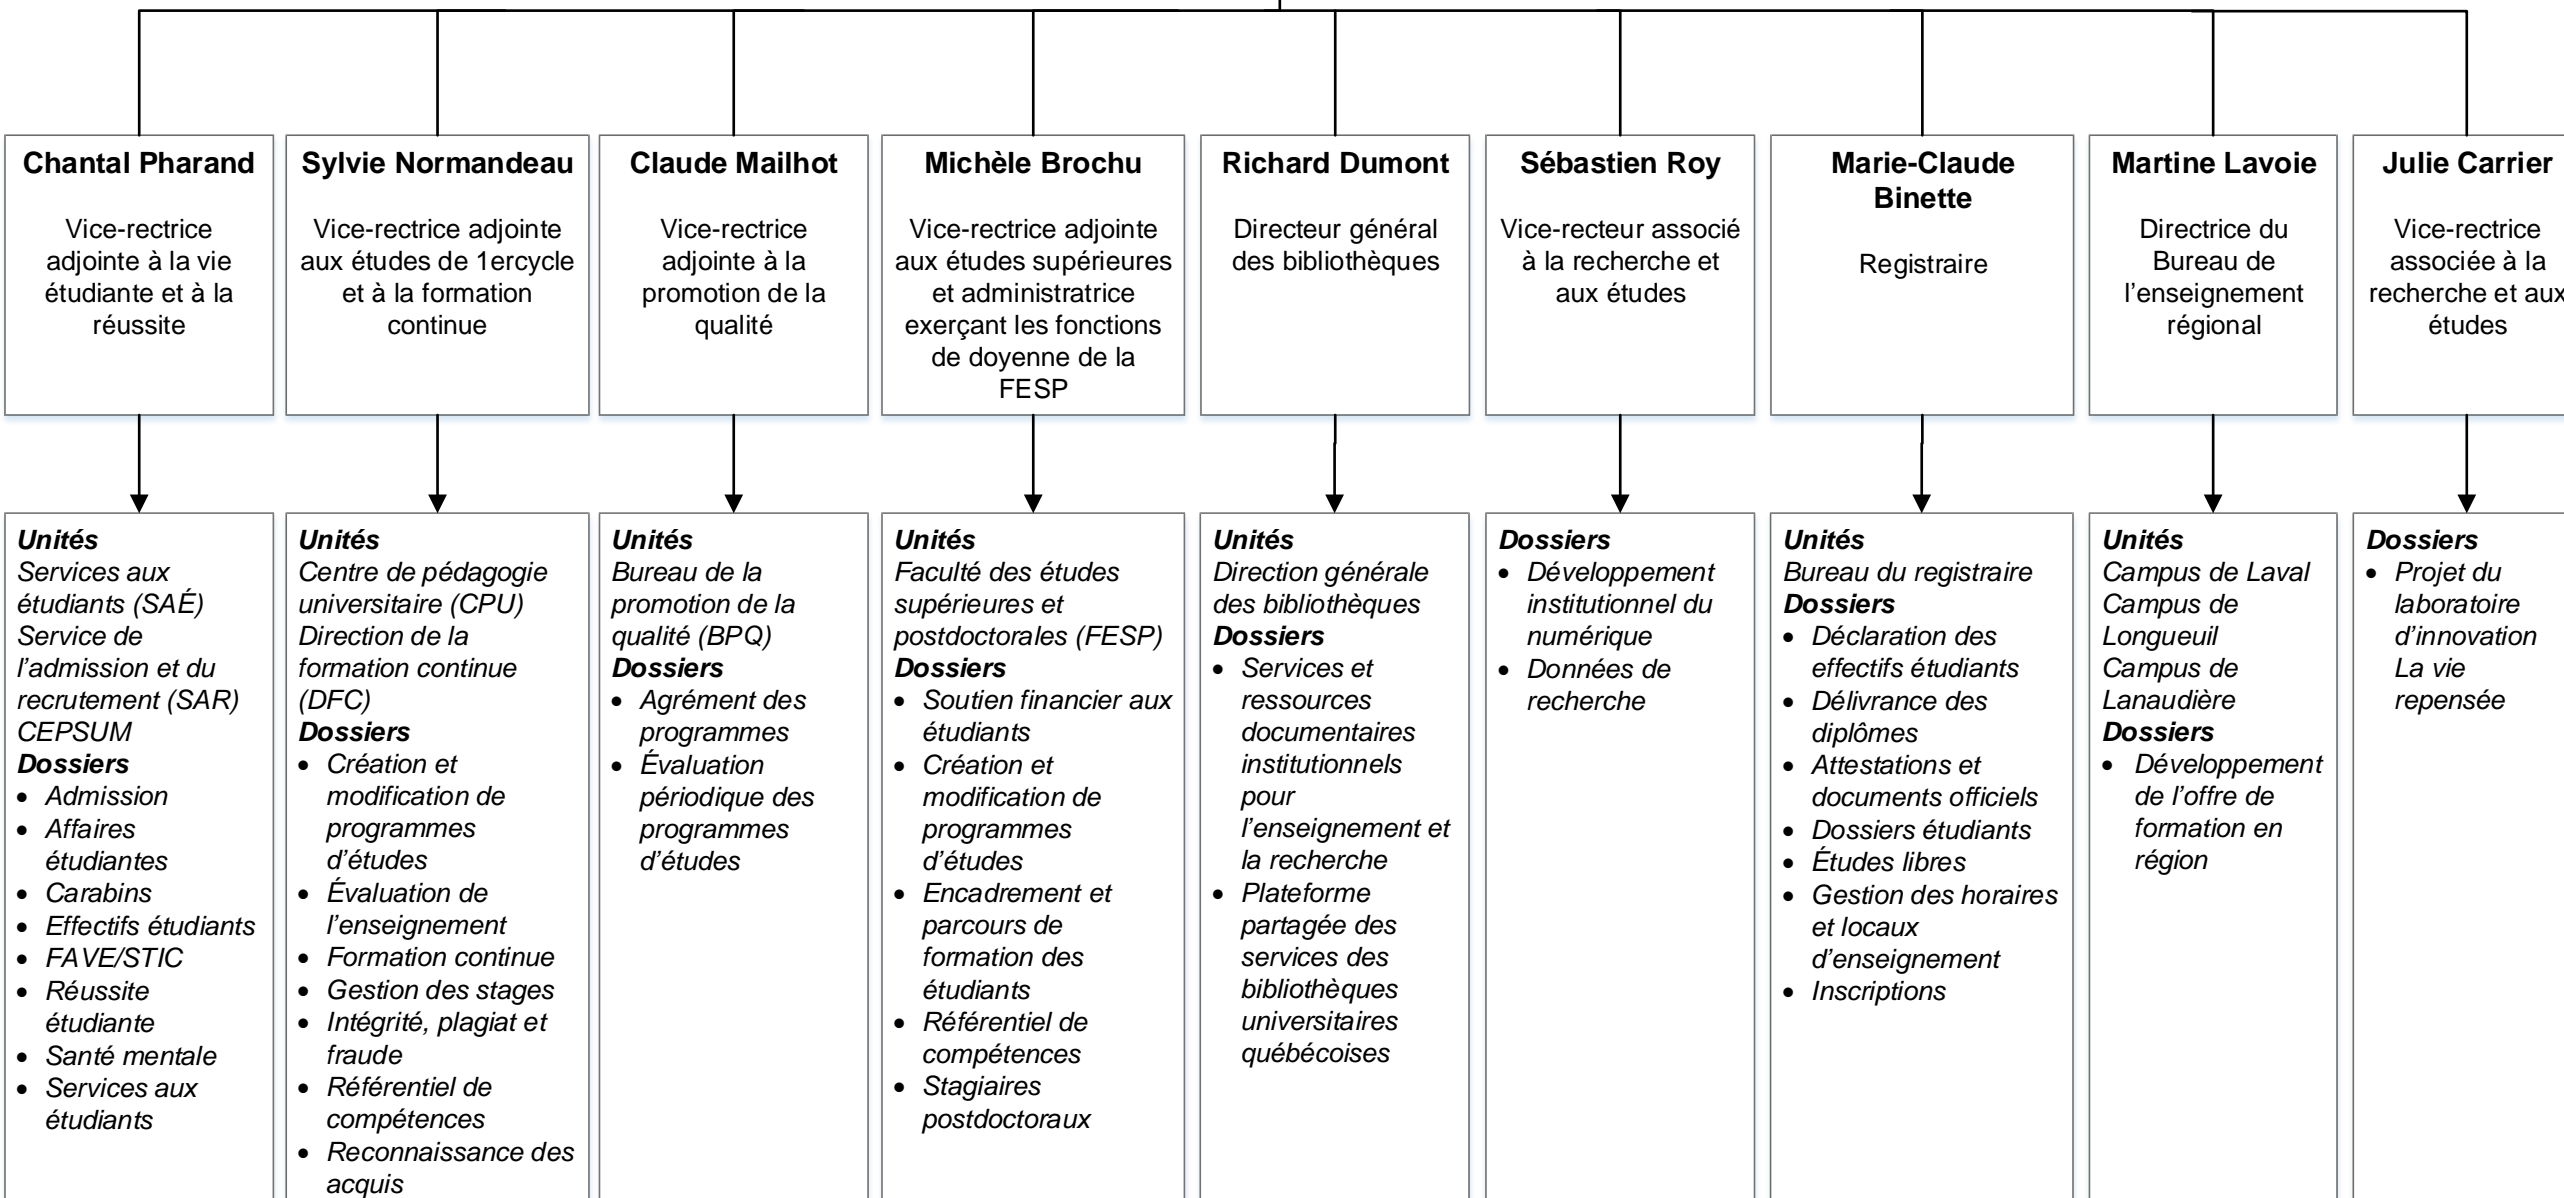 Chantal Pharand
Vice-rectrice
adjointe à la vie
étudiante et à la
réussite
Sylvie Normandeau
Vice-rectrice adjointe
aux études de 1ercycle
et à la formation
continue
Claude Mailhot
Vice-rectrice
adjointe à la
promotion de la
qualité
Michèle Brochu
Vice-rectrice adjointe
aux études supérieures
et administratrice
exerçant les fonctions
de doyenne de la
FESP
Richard Dumont
Directeur général
des bibliothèques
Sébastien Roy
Vice-recteur associé
à la recherche et
aux études
Marie-Claude
Binette
Registraire
Martine Lavoie
Directrice du
Bureau de
l’enseignement
régional
Julie Carrier
Vice-rectrice
associée à la
recherche et aux
études
Unités
Services aux
étudiants (SAÉ)
Service de
l’admission et du
recrutement (SAR)
CEPSUM
Dossiers
• Admission
• Affaires
étudiantes
• Carabins
• Effectifs étudiants
• FAVE/STIC
• Réussite
étudiante
• Santé mentale
• Services aux
étudiants
Unités
Centre de pédagogie
universitaire (CPU)
Direction de la
formation continue
(DFC)
Dossiers
• Création et
modification de
programmes
d’études
• Évaluation de
l’enseignement
• Formation continue
• Gestion des stages
• Intégrité, plagiat et
fraude
• Référentiel de
compétences
• Reconnaissance des
acquis
Unités
Bureau de la
promotion de la
qualité (BPQ)
Dossiers
• Agrément des
programmes
• Évaluation
périodique des
programmes
d’études
Unités
Faculté des études
supérieures et
postdoctorales (FESP)
Dossiers
• Soutien financier aux
étudiants
• Création et
modification de
programmes
d’études
• Encadrement et
parcours de
formation des
étudiants
• Référentiel de
compétences
• Stagiaires
postdoctoraux
Unités
Direction générale
des bibliothèques
Dossiers
• Services et
ressources
documentaires
institutionnels
pour
l’enseignement et
la recherche
• Plateforme
partagée des
services des
bibliothèques
universitaires
québécoises
Dossiers
• Développement
institutionnel du
numérique
• Données de
recherche
Unités
Bureau du registraire
Dossiers
• Déclaration des
effectifs étudiants
• Délivrance des
diplômes
• Attestations et
documents officiels
• Dossiers étudiants
• Études libres
• Gestion des horaires
et locaux
d’enseignement
• Inscriptions
Unités
Campus de Laval
Campus de
Longueuil
Campus de
Lanaudière
Dossiers
• Développement
de l’offre de
formation en
région
Dossiers
• Projet du
laboratoire
d’innovation
La vie
repensée